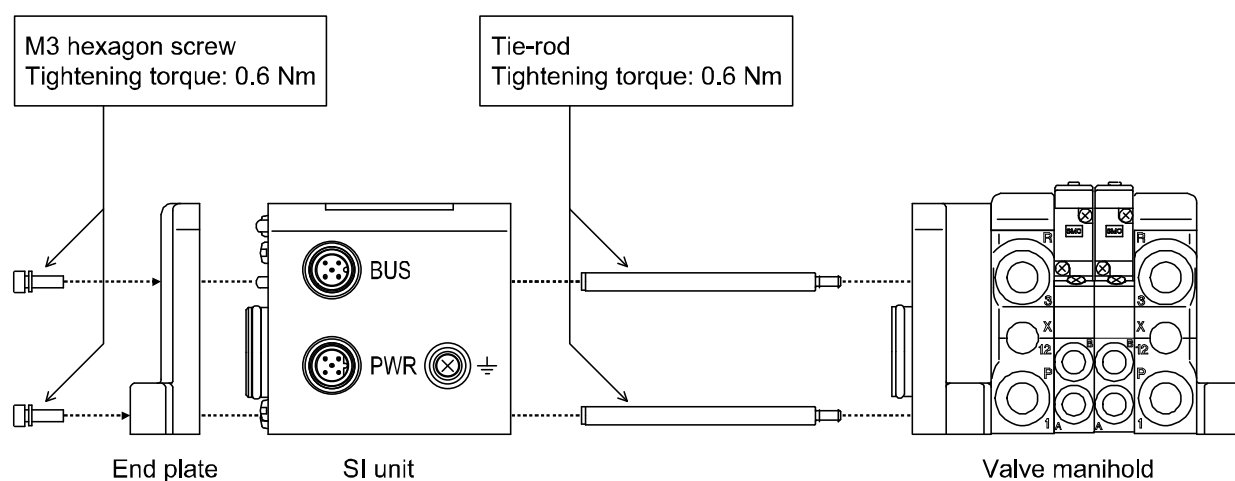 M3 hexagon screw
Tightening torque: 0.6 Nm
Tie-rod
Tightening torque: 0.6 Nm
BUS
PWR
SMC SMC
R R
3 3
X X
12 12
B B
P P
1 1
A A
End plate
SI unit
Valve manihold